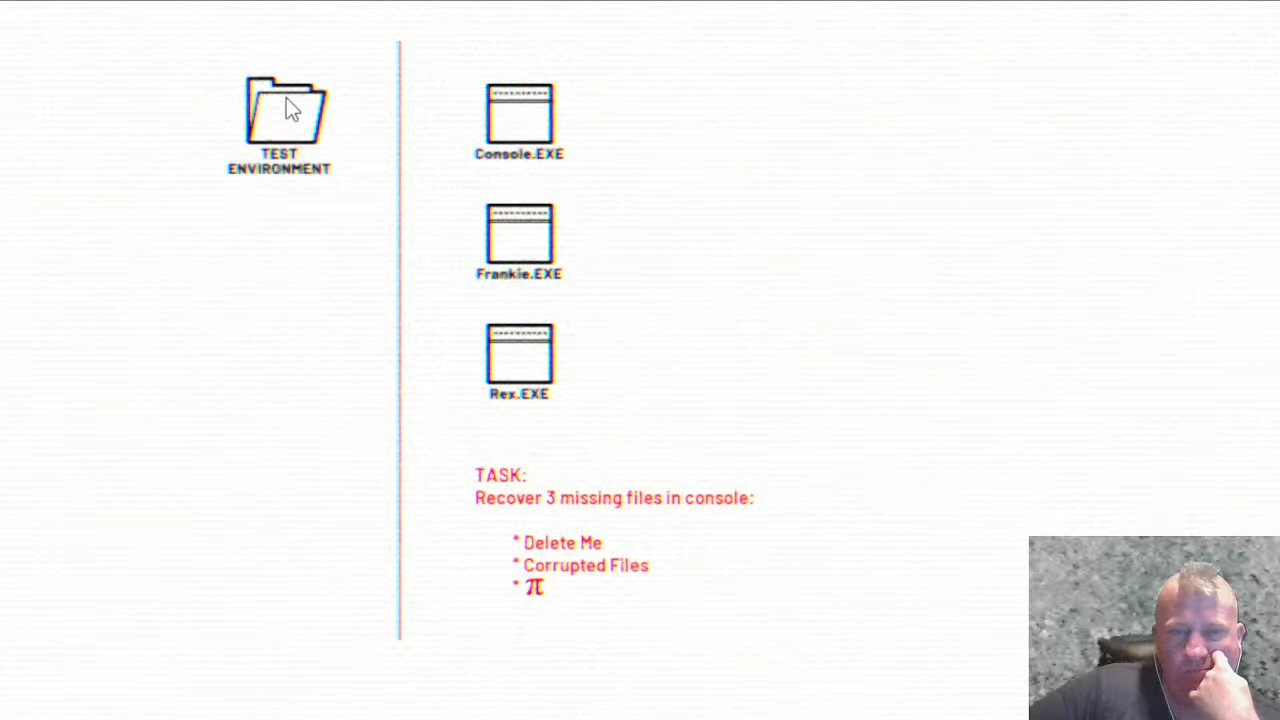 TEST
ENVIRONMENT
Console.EXE
Frankie.EXE
Rex.EXE
TASK:
Recover 3 missing files in console:
* Delete Me
* Corrupted Files
* π